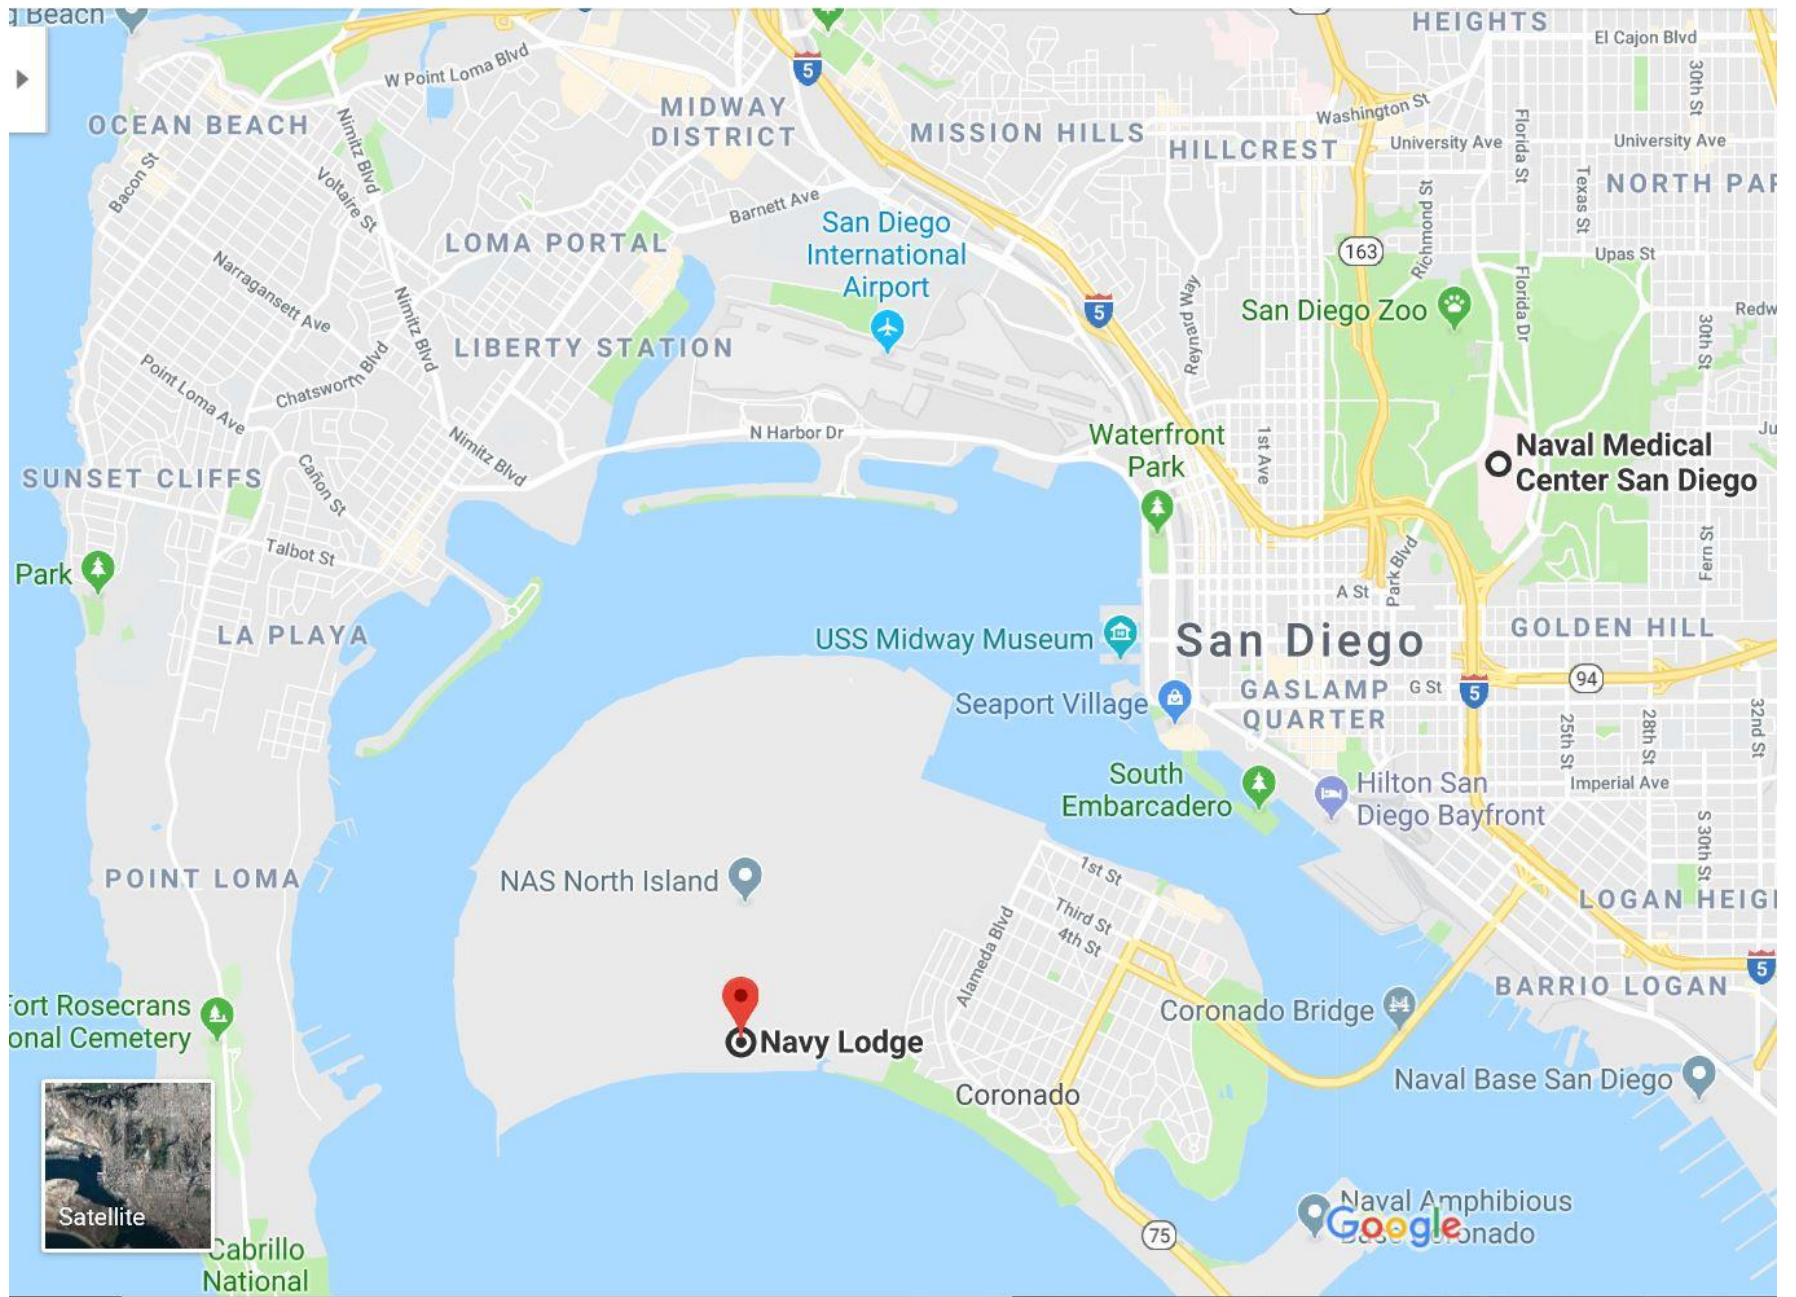 g Beach
HEIGHTS
El Cajon Blvd
5
W Point Loma Blvd
30th St
MIDWAY
DISTRICT
Washington St
OCEAN BEACH
Nimitz Blvd
MISSION HILLS
HILLCREST
University Ave
Florida St
University Ave
Bacon St
Voltaire St
Texas St
NORTH PAR
Barnett Ave
San Diego
International
Airport
Richmond St
LOMA PORTAL
163
Upas St
Narragansett Ave
Nimitz Blvd
5
Reynard Way
San Diego Zoo
Florida Dr
Redw
30th St
LIBERTY STATION
Point Loma Ave
Chatsworth Blvd
N Harbor Dr
Waterfront
Park
1st Ave
Ju
Naval Medical
Center San Diego
Nimitz Blvd
SUNSET CLIFFS
Cañon St
Talbot St
Park
Park Blvd
Fern St
A St
LA PLAYA
USS Midway Museum
San Diego
GOLDEN HILL
Seaport Village
GASLAMP
QUARTER
G St
5
94
25th St
28th St
32nd St
South
Embarcadero
Hilton San
Diego Bayfront
Imperial Ave
S 30th St
POINT LOMA
NAS North Island
1st St
Third St
4th St
Alameda Blvd
LOGAN HEIG
5
BARRIO LOGAN
Fort Rosecrans
onal Cemetery
Coronado Bridge
Navy Lodge
Coronado
Naval Base San Diego
Satellite
Naval Amphibious
Base Coronado
Google
75
Cabrillo
National